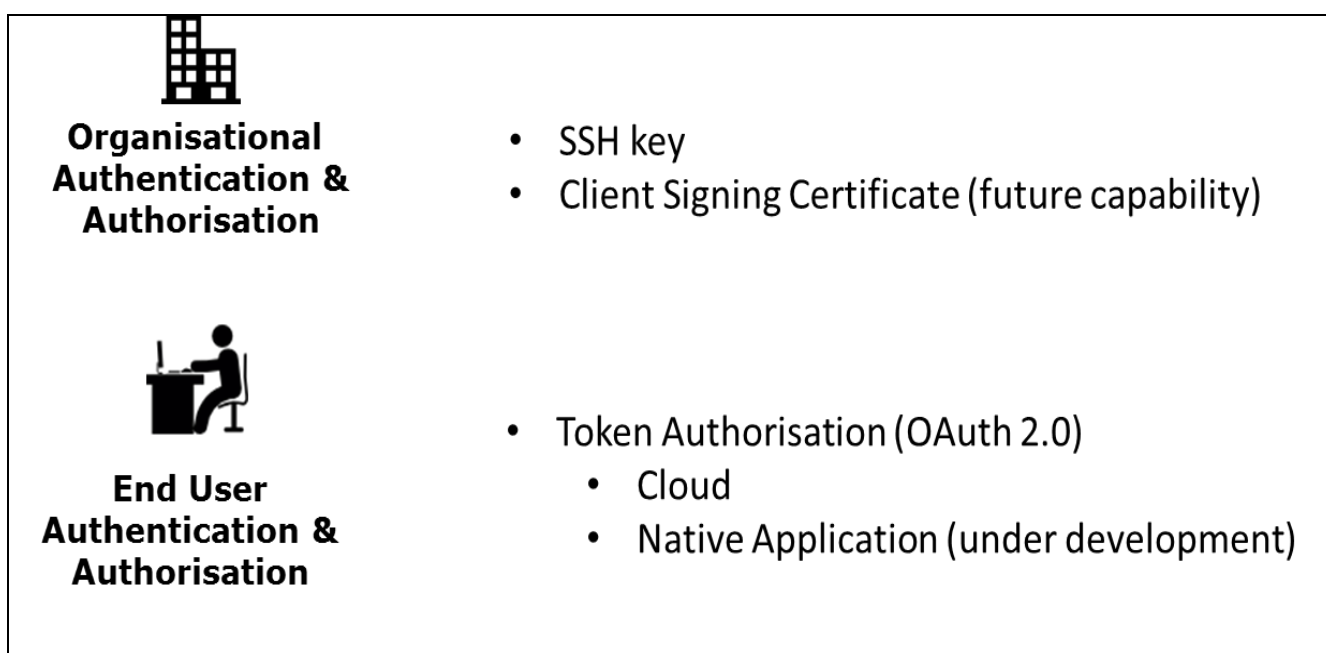 Organisational
Authentication &
Authorisation
• SSH key
• Client Signing Certificate (future capability)
End User
Authentication &
Authorisation
• Token Authorisation (OAuth 2.0)
• Cloud
• Native Application (under development)